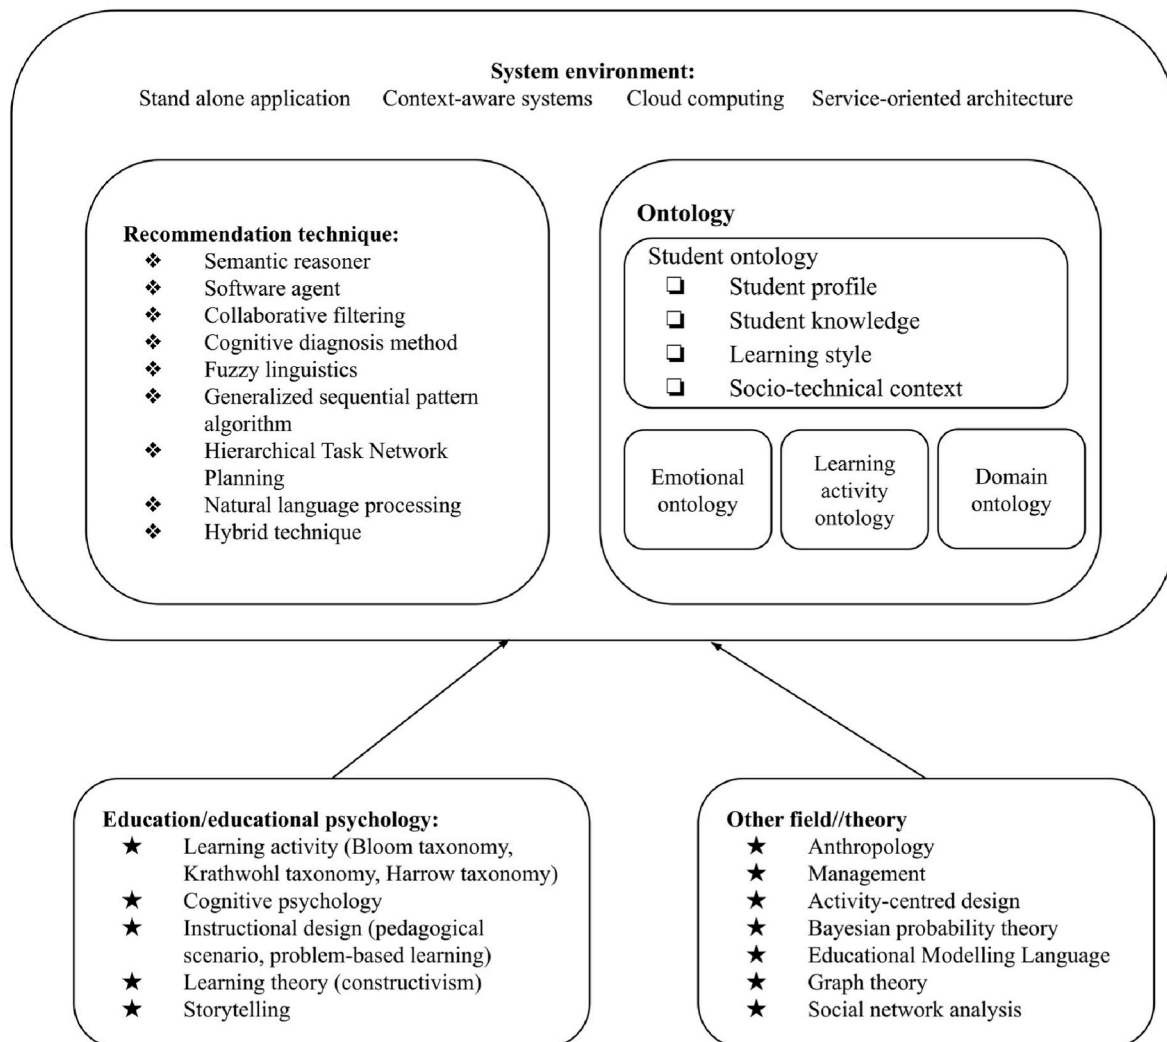 System environment:
Stand alone application Context-aware systems Cloud computing Service-oriented architecture
Recommendation technique:
❖ Semantic reasoner
❖ Software agent
❖ Collaborative filtering
❖ Cognitive diagnosis method
❖ Fuzzy linguistics
❖ Generalized sequential pattern
algorithm
❖ Hierarchical Task Network
Planning
❖ Natural language processing
❖ Hybrid technique
Ontology
Student ontology
❏ Student profile
❏ Student knowledge
❏ Learning style
❏ Socio-technical context
Emotional
ontology
Learning
activity
ontology
Domain
ontology
Education/educational psychology:
★ Learning activity (Bloom taxonomy,
Krathwohl taxonomy, Harrow taxonomy)
★ Cognitive psychology
★ Instructional design (pedagogical
scenario, problem-based learning)
★ Learning theory (constructivism)
★ Storytelling
Other field//theory
★ Anthropology
★ Management
★ Activity-centred design
★ Bayesian probability theory
★ Educational Modelling Language
★ Graph theory
★ Social network analysis